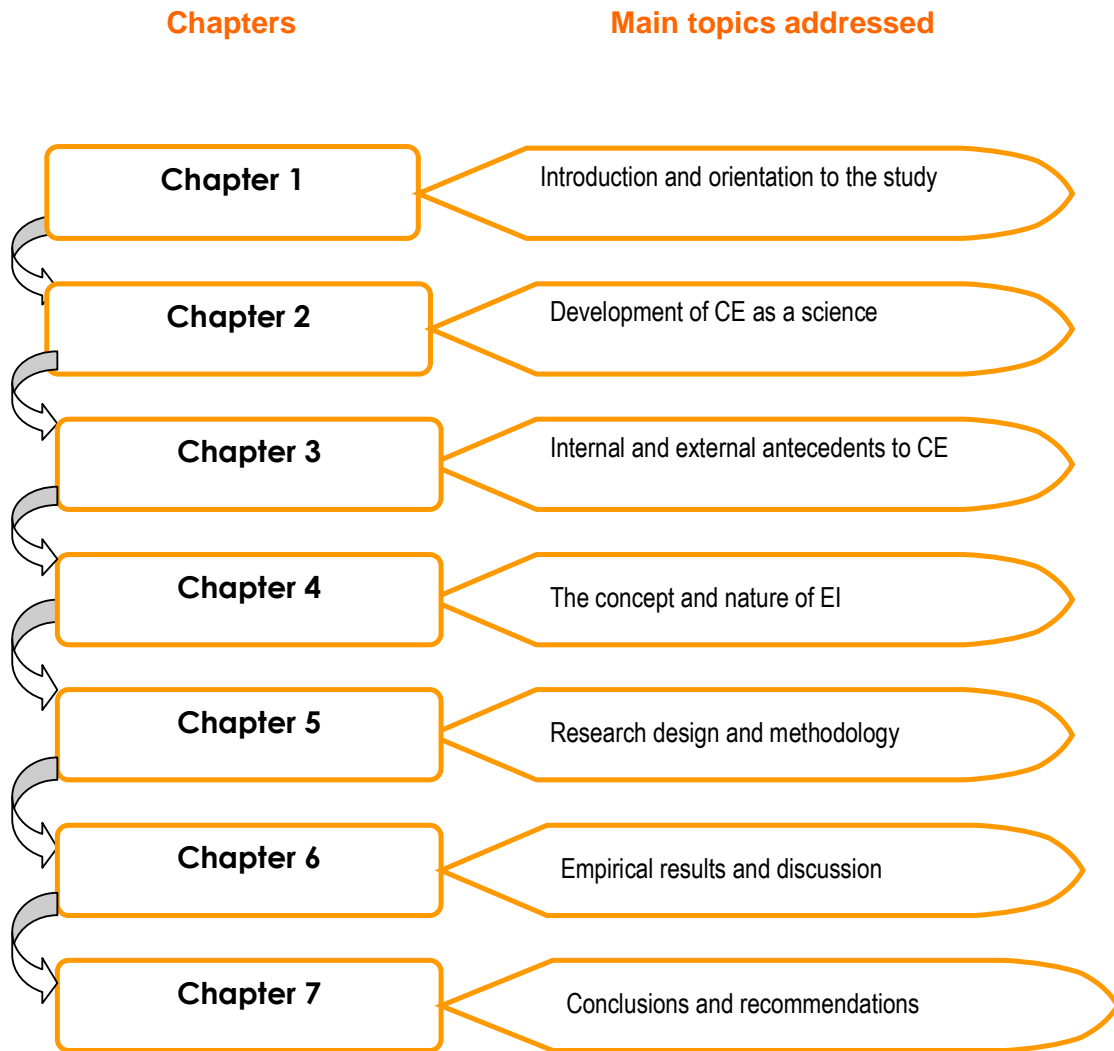 Chapters
Main topics addressed
Chapter 1
Introduction and orientation to the study
Chapter 2
Development of CE as a science
Chapter 3
Internal and external antecedents to CE
Chapter 4
The concept and nature of EI
Chapter 5
Research design and methodology
Chapter 6
Empirical results and discussion
Chapter 7
Conclusions and recommendations